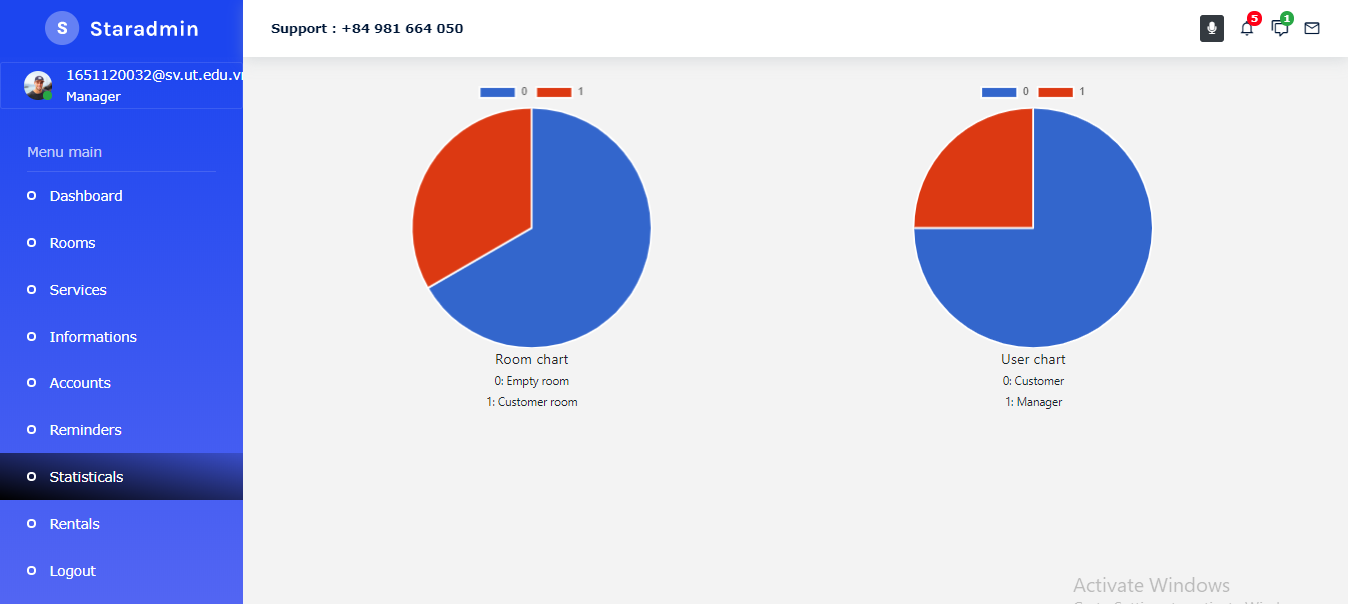 S Staradmin
Support : +84 981 664 050
5
1
1651120032@sv.ut.edu.v
Manager
Menu main
Dashboard
Rooms
Services
Informations
Accounts
Reminders
Statisticals
Rentals
Logout
0 1
Room chart
0: Empty room
1: Customer room
0 1
User chart
0: Customer
1: Manager
Activate Windows